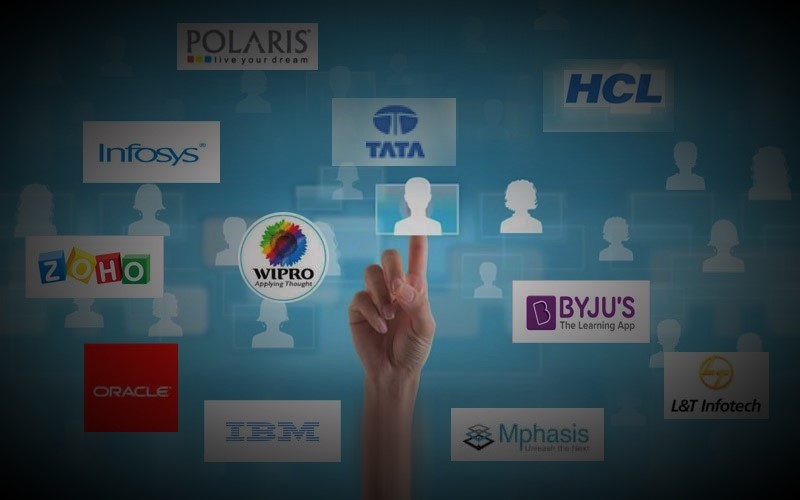 POLARIS
live your dream
HCL
TATA
Infosys
ZOHO
WIPRO
Applying Thought
BYJU'S
The Learning App
L&T Infotech
ORACLE
IBM
Mphasis
Unleash the Next